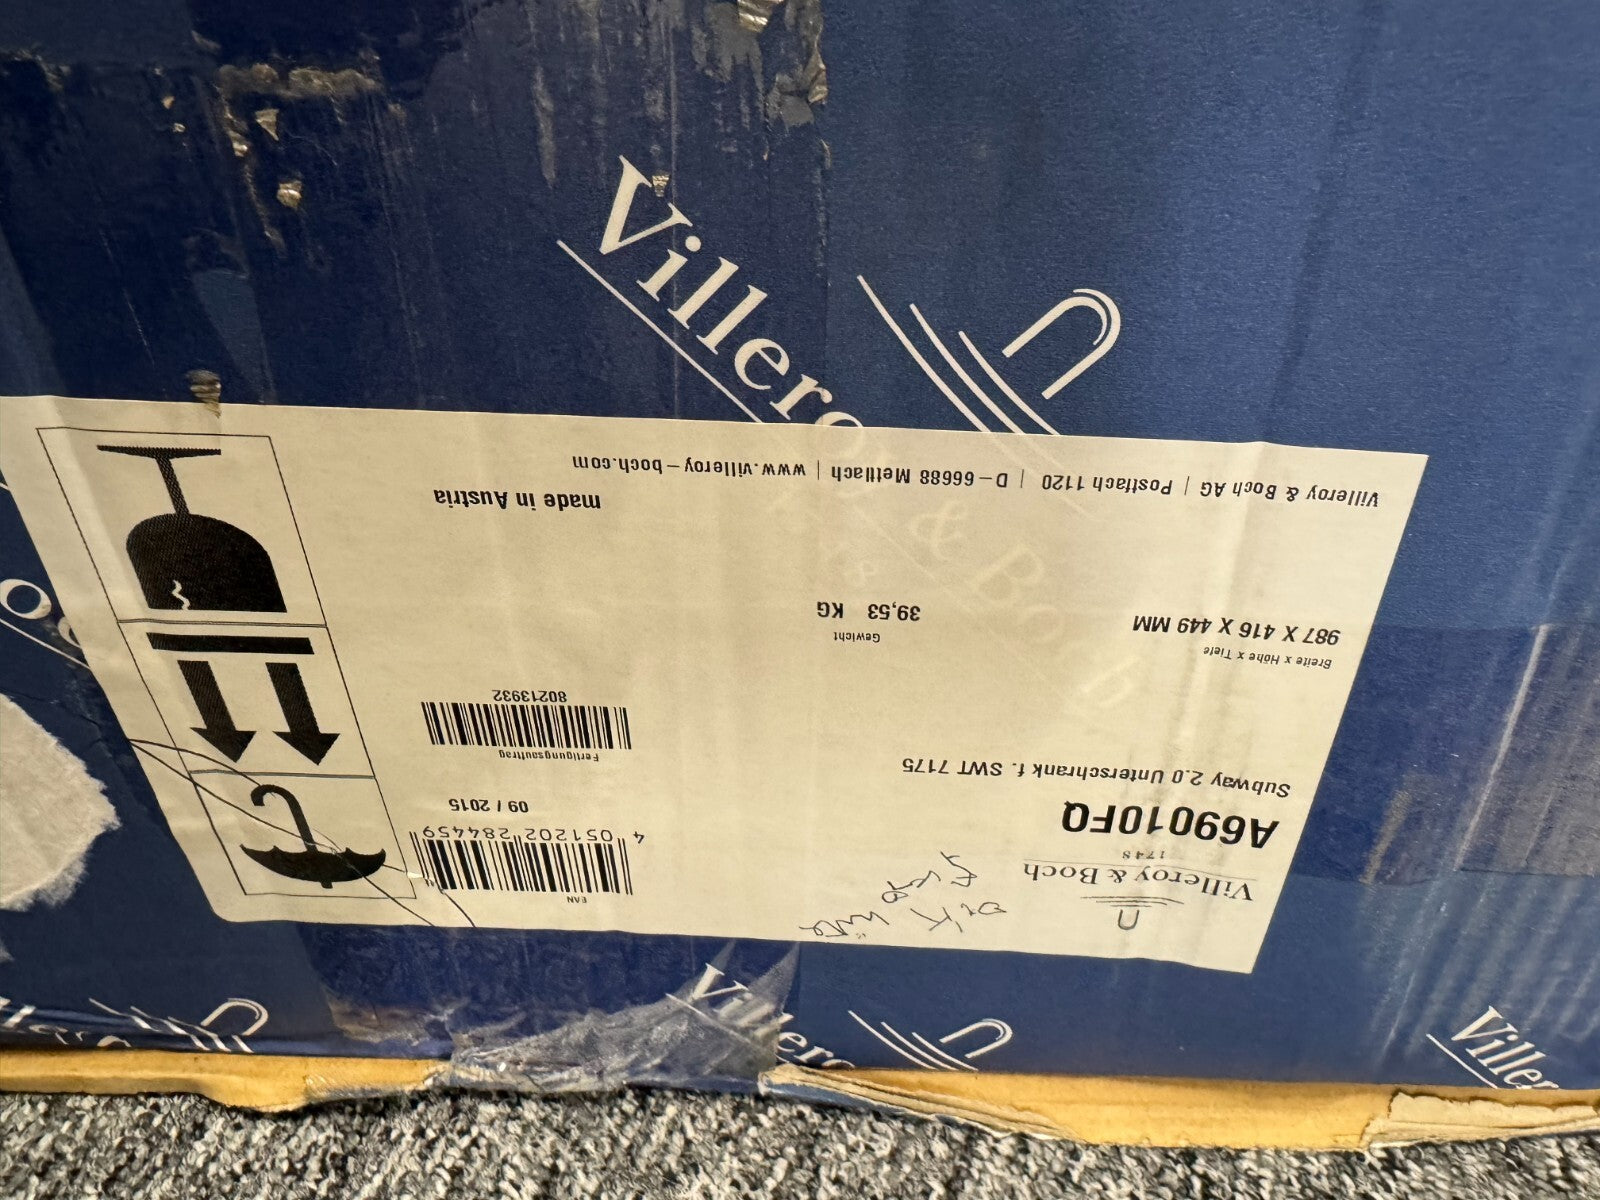 Villeroy & Boch
1748
A69010FQ
Subway 2.0 Unterschrank f. SWT 7175
EAN
4 051202 284459
09 / 2015
Fertigungsauftrag
80213932
Breite x Höhe x Tiefe
987 X 416 X 449 MM
Gewicht
39,53 KG
made in Austria
Villeroy & Boch AG | Postfach 1120 | D-66688 Mettlach | www.villeroy-boch.com
Villeroy & Boch
Villero
Viller